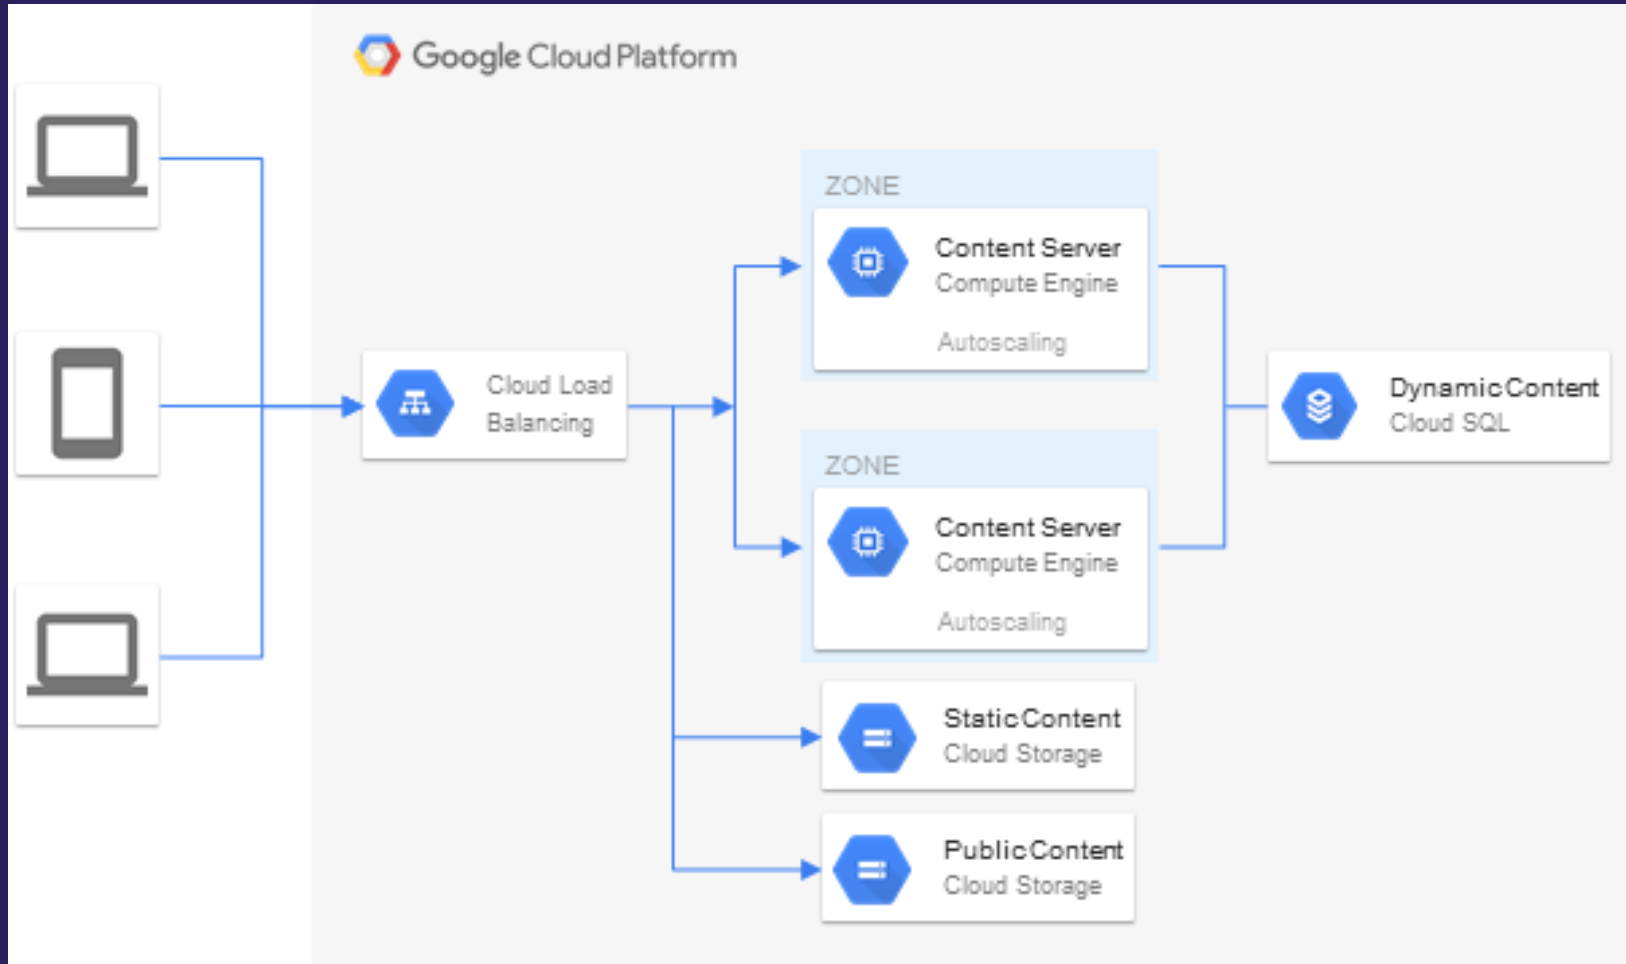 Google Cloud Platform
ZONE
Content Server
Compute Engine
Autoscaling
Cloud Load
Balancing
Dynamic Content
Cloud SQL
ZONE
Content Server
Compute Engine
Autoscaling
Static Content
Cloud Storage
Public Content
Cloud Storage